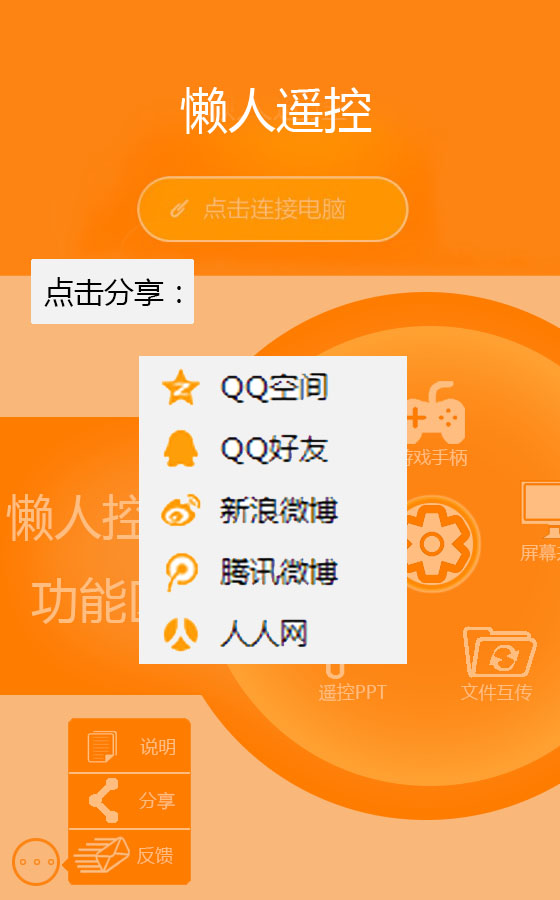 懒人遥控
点击连接电脑
点击分享：
QQ空间
QQ好友
新浪微博
腾讯微博
人人网
戏手柄
懒人控
功能
屏幕
遥控PPT
文件互传
说明
分享
反馈